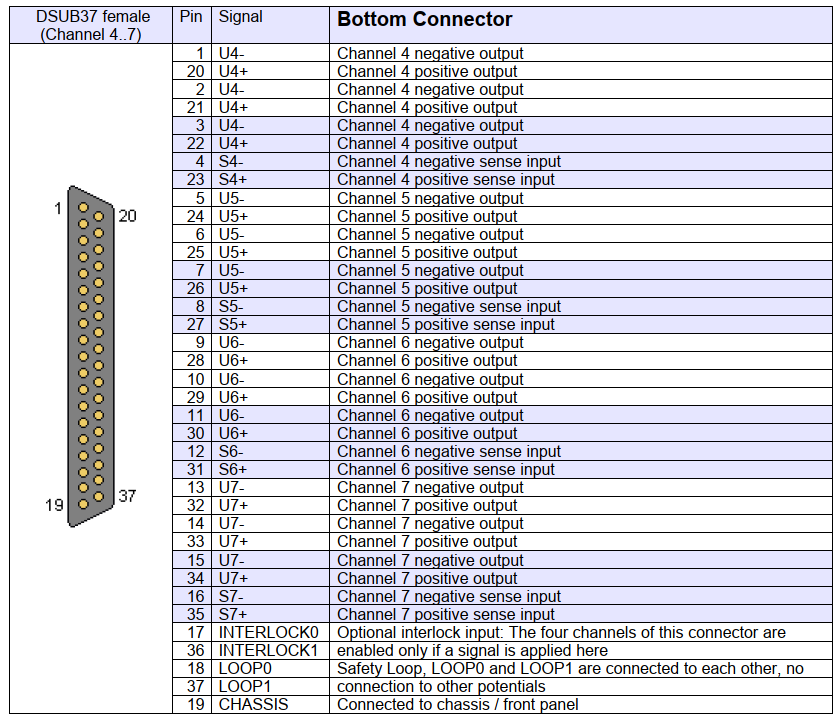 DSUB37 female
(Channel 4..7)
Pin Signal Bottom Connector
1 U4- Channel 4 negative output
20 U4+ Channel 4 positive output
2 U4- Channel 4 negative output
21 U4+ Channel 4 positive output
3 U4- Channel 4 negative output
22 U4+ Channel 4 positive output
4 S4- Channel 4 negative sense input
23 S4+ Channel 4 positive sense input
5 U5- Channel 5 negative output
24 U5+ Channel 5 positive output
6 U5- Channel 5 negative output
25 U5+ Channel 5 positive output
7 U5- Channel 5 negative output
26 U5+ Channel 5 positive output
8 S5- Channel 5 negative sense input
27 S5+ Channel 5 positive sense input
9 U6- Channel 6 negative output
28 U6+ Channel 6 positive output
10 U6- Channel 6 negative output
29 U6+ Channel 6 positive output
11 U6- Channel 6 negative output
30 U6+ Channel 6 positive output
12 S6- Channel 6 negative sense input
31 S6+ Channel 6 positive sense input
13 U7- Channel 7 negative output
32 U7+ Channel 7 positive output
14 U7- Channel 7 negative output
33 U7+ Channel 7 positive output
15 U7- Channel 7 negative output
34 U7+ Channel 7 positive output
16 S7- Channel 7 negative sense input
35 S7+ Channel 7 positive sense input
17 INTERLOCK0 Optional interlock input: The four channels of this connector are
36 INTERLOCK1 enabled only if a signal is applied here
18 LOOP0 Safety Loop, LOOP0 and LOOP1 are connected to each other, no
37 LOOP1 connection to other potentials
19 CHASSIS Connected to chassis / front panel
1
20
19
37